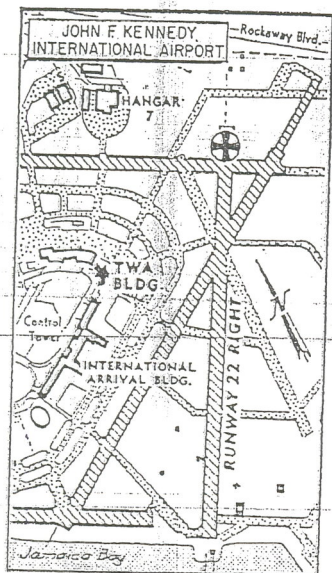 JOHN F. KENNEDY
INTERNATIONAL AIRPORT
Rockaway Blvd.
HANGAR
7
TWA
BLDG.
Control
Tower
INTERNATIONAL
ARRIVAL BLDG.
RUNWAY 22 RIGHT
N
Jamaica Bay